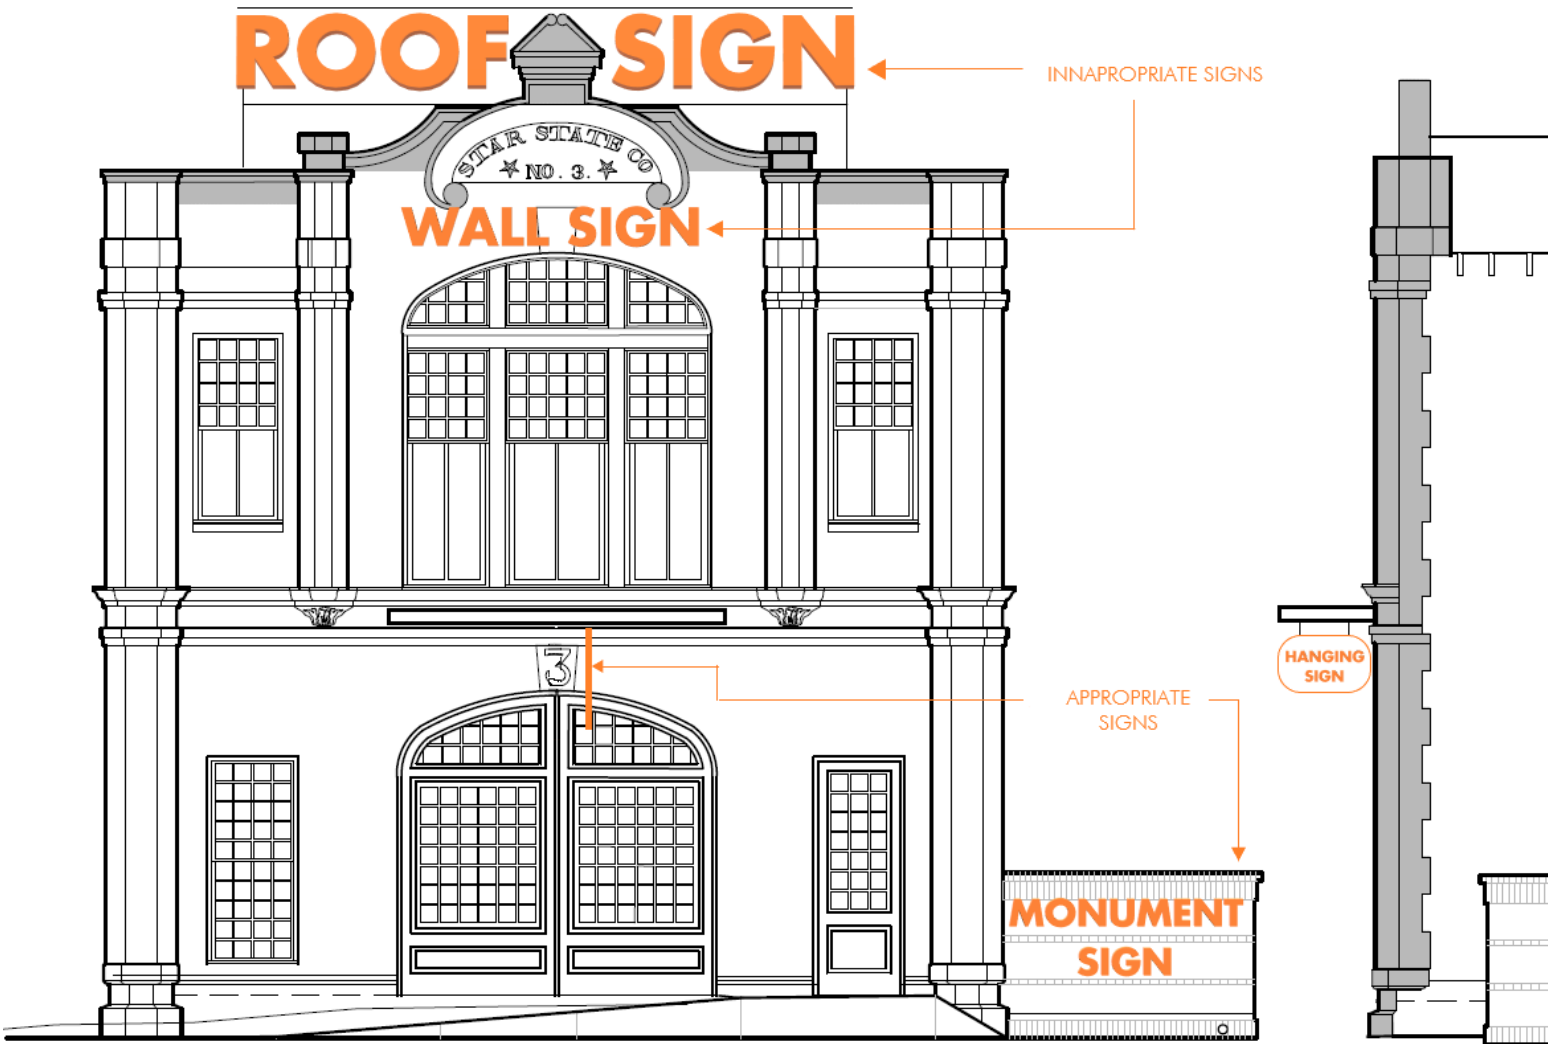 ROOF SIGN
INNAPROPRIATE SIGNS
STAR STATE CO
NO. 3.
WALL SIGN
3
HANGING
SIGN
APPROPRIATE
SIGNS
MONUMENT
SIGN